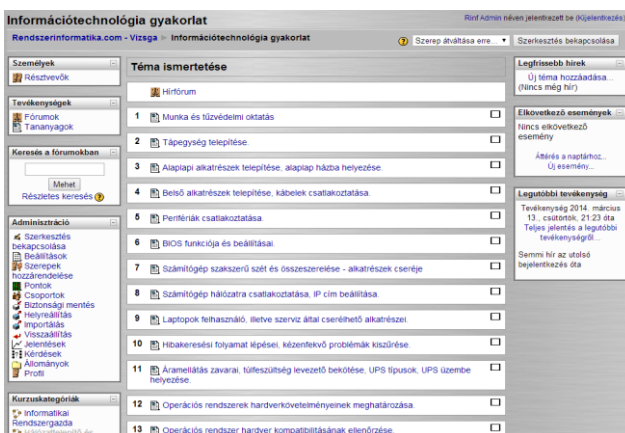 Információtechnológia gyakorlat
Rinf Admin néven jelentkezett be (Kijelentkezés)
Rendszerinformatika.com - Vizsga ► Információtechnológia gyakorlat
Szerep átváltása erre...
Szerkesztés bekapcsolása
Személyek
Résztvevők
Tevékenységek
Fórumok
Tananyagok
Keresés a fórumokban
Mehet
Részletes keresés
Adminisztráció
Szerkesztés
bekapcsolása
Beállítások
Szerepek
hozzárendelése
Pontok
Csoportok
Biztonsági mentés
Helyreállítás
Importálás
Visszaállítás
Jelentések
Kérdések
Állományok
Profil
Kurzuskategóriák
Informatikai
Rendszergazda
Téma ismertetése
Hírfórum
1 Munka és tűzvédelmi oktatás
2 Tápegység telepítése.
3 Alaplapi alkatrészek telepítése, alaplap házba helyezése.
4 Belső alkatrészek telepítése, kábelek csatlakoztatása.
5 Perifériák csatlakoztatása.
6 BIOS funkciója és beállításai.
7 Számítógép szakszerű szét és összeszerelése - alkatrészek cseréje
8 Számítógép hálózatra csatlakoztatása, IP cím beállítása.
9 Laptopok felhasználó, illetve szerviz által cserélhető alkatrészei.
10 Hibakeresési folyamat lépései, kézenfekvő problémák kiszűrése.
11 Áramellátás zavarai, túlfeszültség levezető bekötése, UPS típusok, UPS üzembe
helyezése.
12 Operációs rendszerek hardverkövetelményeinek meghatározása.
13 Operációs rendszer hardver kompatibilitásának ellenőrzése.
Legfrissebb hírek
Új téma hozzáadása...
(Nincs még hír)
Elkövetkező események
Nincs elkövetkező
esemény
Áttérés a naptárhoz...
Új esemény...
Legutóbbi tevékenység
Tevékenység 2014. március
13., csütörtök, 21:23 óta
Teljes jelentés a legutóbbi
tevékenységről...
Semmi hír az utolsó
bejelentkezés óta